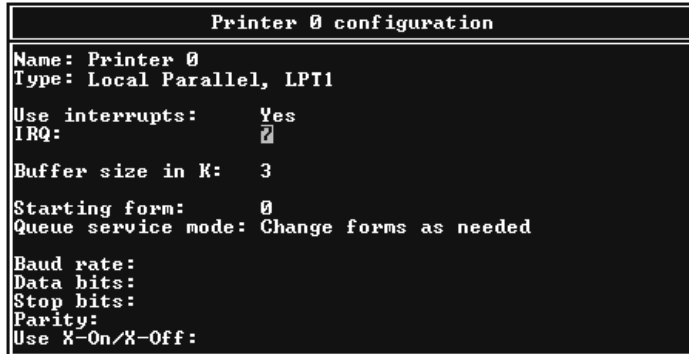 Printer 0 configuration
Name: Printer 0
Type: Local Parallel, LPT1
Use interrupts: Yes
IRQ: 7
Buffer size in K: 3
Starting form: 0
Queue service mode: Change forms as needed
Baud rate:
Data bits:
Stop bits:
Parity:
Use X-On/X-Off: